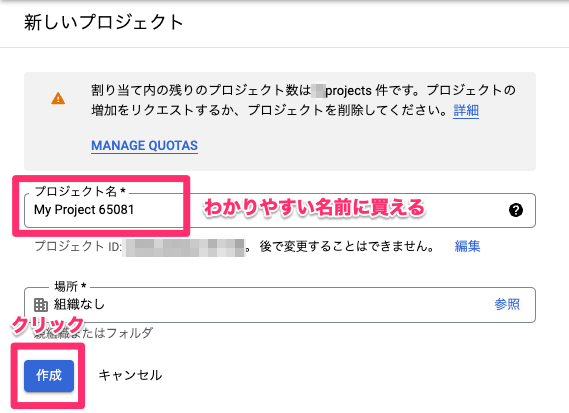 新しいプロジェクト
割り当て内の残りのプロジェクト数は projects 件です。プロジェクトの
増加をリクエストするか、プロジェクトを削除してください。詳細
MANAGE QUOTAS
プロジェクト名 *
My Project 65081
わかりやすい名前に買える
プロジェクト ID: 。後で変更することはできません。 編集
場所 *
組織なし 参照
クリック
親組織またはフォルダ
作成 キャンセル